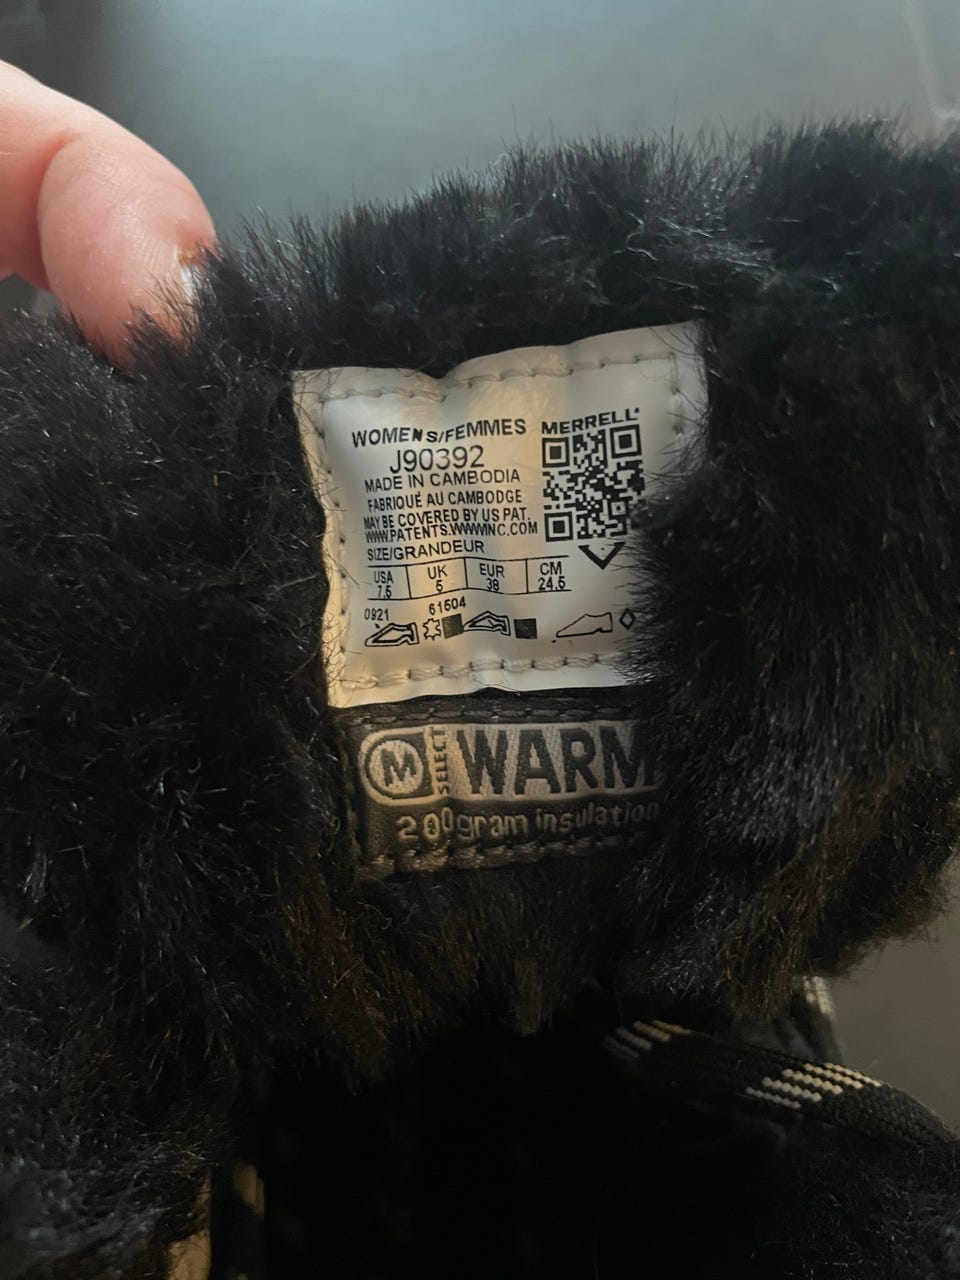 WOMENS/FEMMES
J90392
MADE IN CAMBODIA
FABRIQUÉ AU CAMBODGE
MAY BE COVERED BY US PAT.
WWW.PATENTS.WWWINC.COM
SIZE/GRANDEUR
USA UK EUR CM
7.5 5 38 24.5
0921 61504
MERRELL
M SELECT WARM
200gram insulation